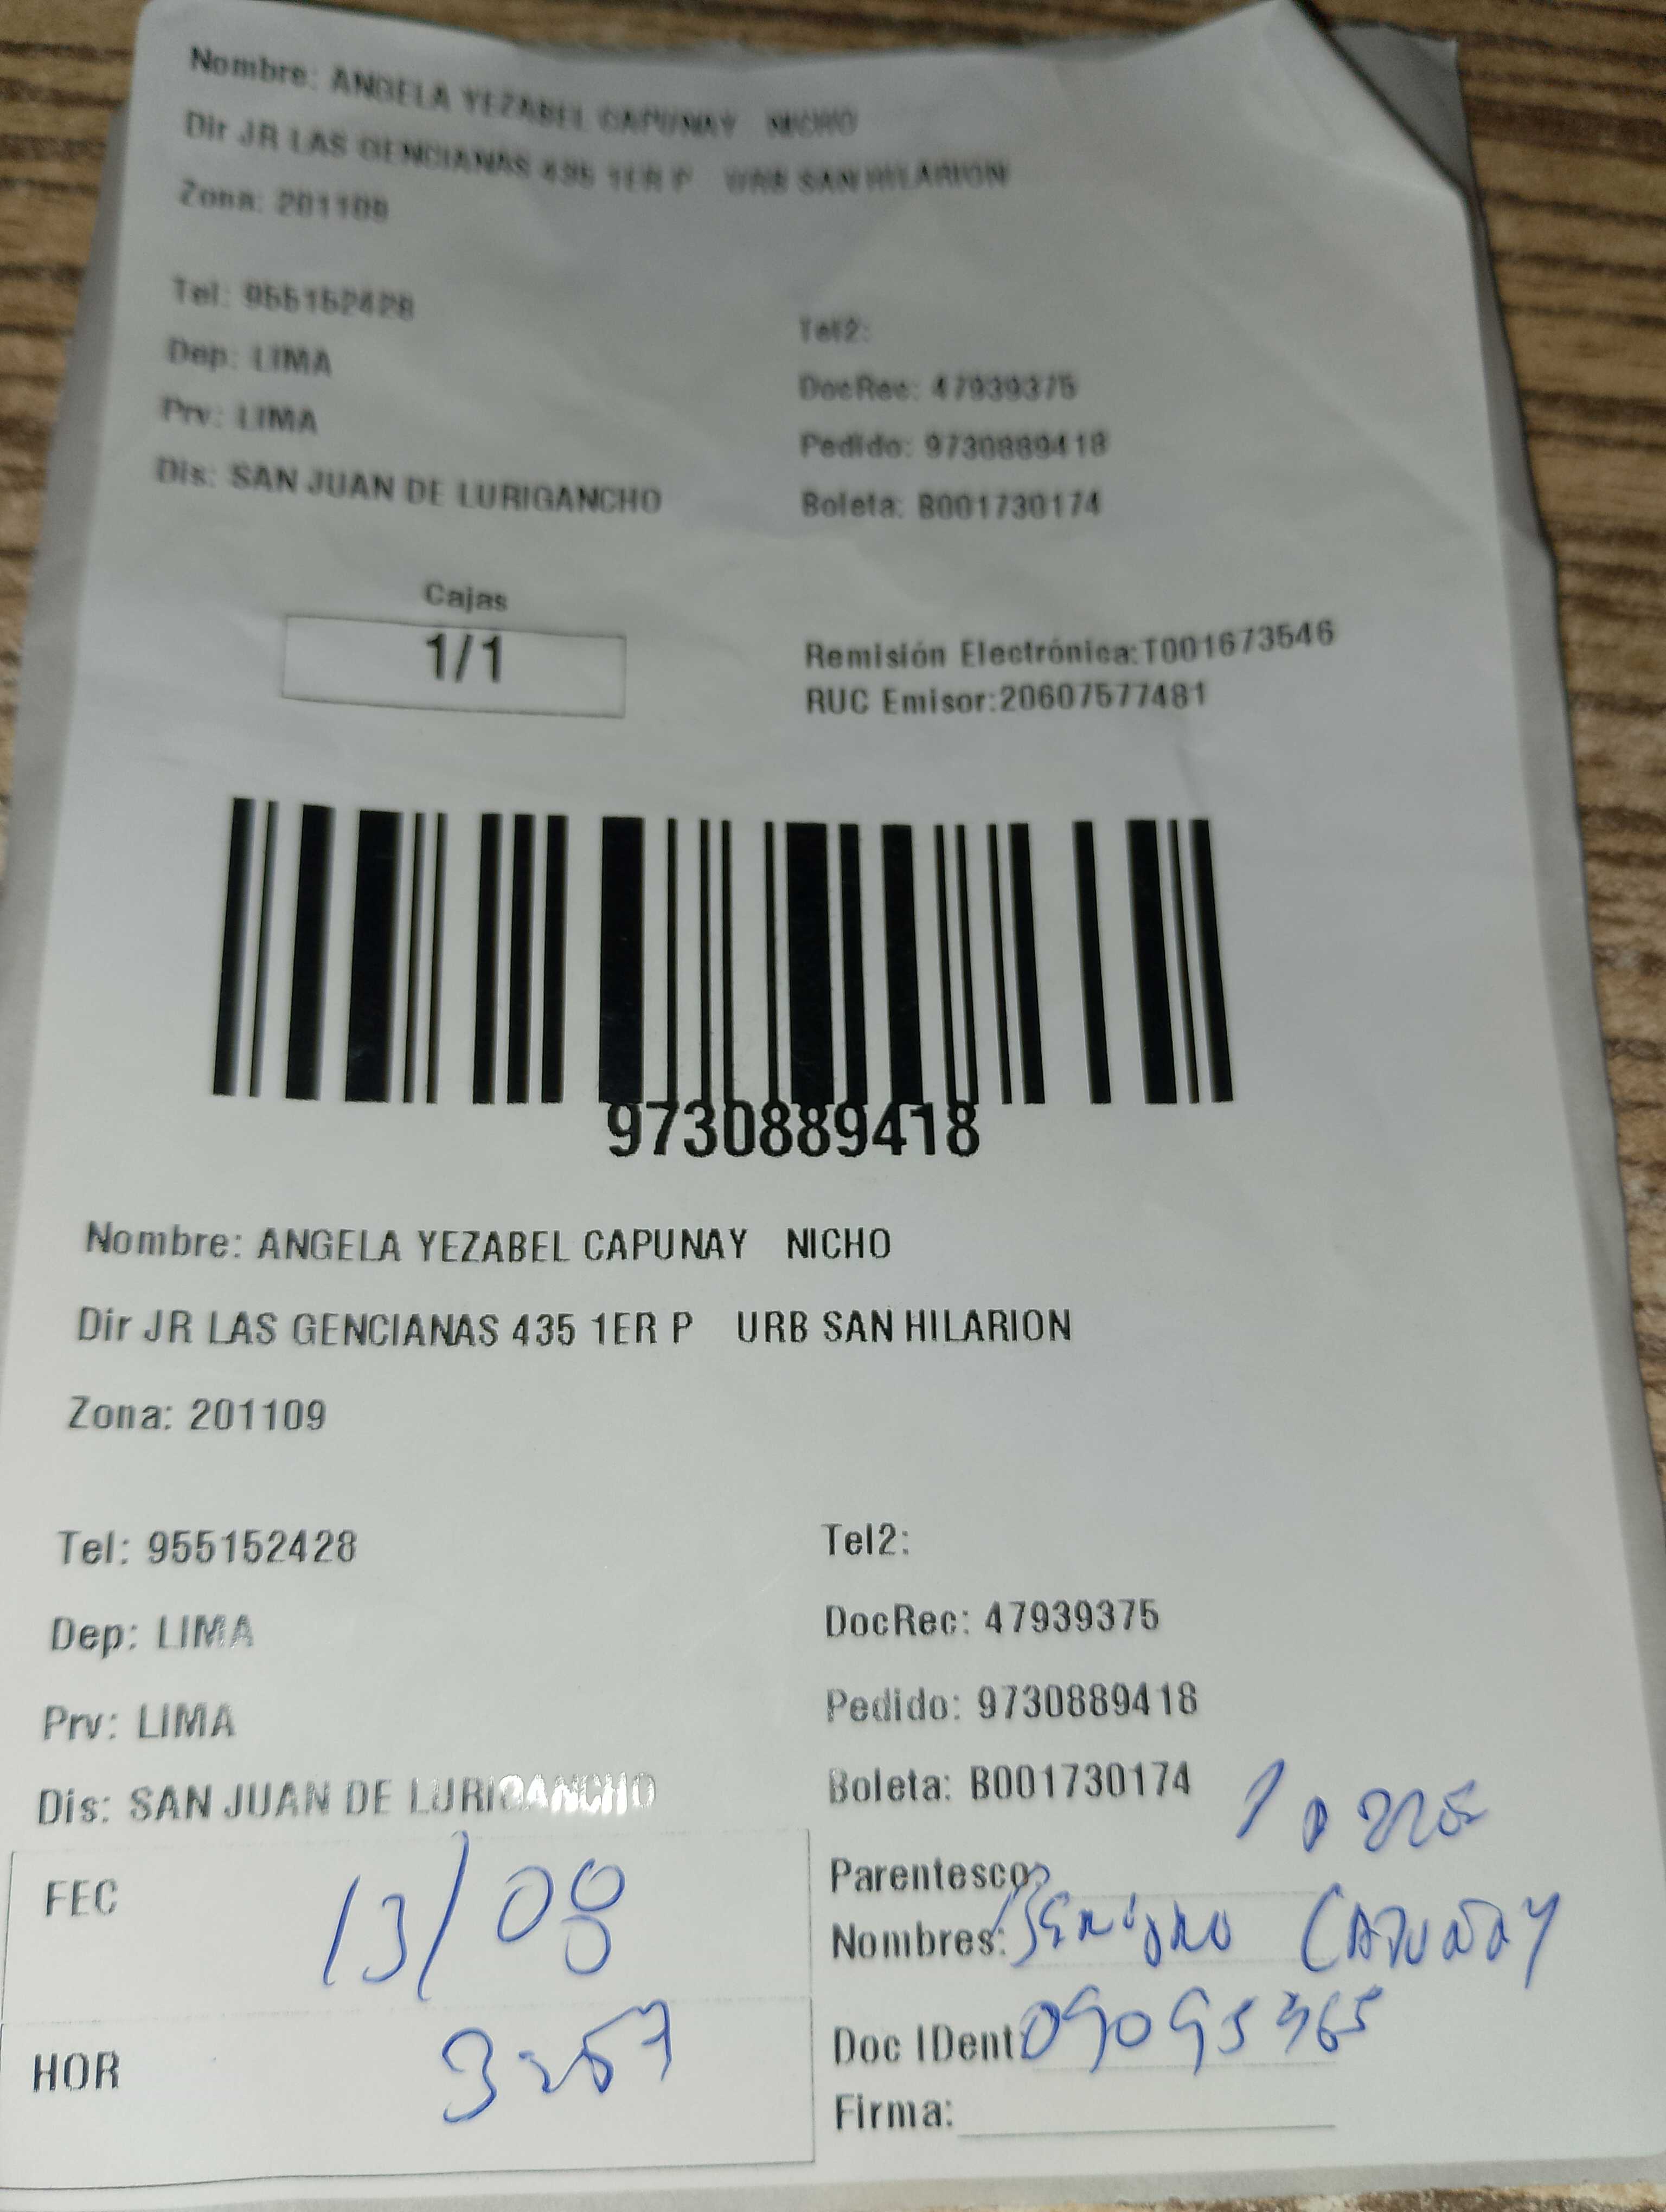 Nombre: ANGELA YEZABEL CAPUNAY NICHO
Dir JR LAS GENCIANAS 435 1ER P URB SAN HILARION
Zona: 201109
Tel: 955152428
Tel2:
Dep: LIMA
DocRec: 47939375
Prv: LIMA
Pedido: 9730889418
Dis: SAN JUAN DE LURIGANCHO
Boleta: B001730174
Cajas
1/1
Remisión Electrónica:T001673546
RUC Emisor:20607577481
9730889418
Nombre: ANGELA YEZABEL CAPUNAY NICHO
Dir JR LAS GENCIANAS 435 1ER P URB SAN HILARION
Zona: 201109
Tel: 955152428
Tel2:
Dep: LIMA
DocRec: 47939375
Prv: LIMA
Pedido: 9730889418
Dis: SAN JUAN DE LURIGANCHO
Boleta: B001730174
FEC 13/08
Parentesco:
Nombres: Benigno CAPUÑAY
HOR 3:57
Doc IDent:
Firma: